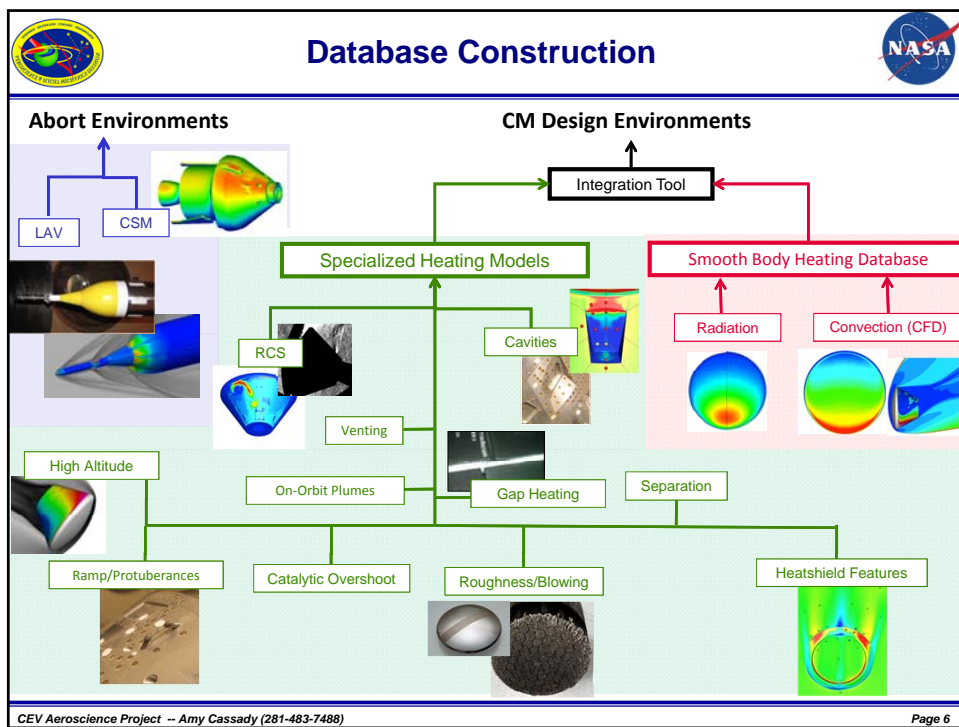 Database Construction
NASA
Abort Environments
CM Design Environments
Integration Tool
CSM
LAV
Specialized Heating Models
Smooth Body Heating Database
Radiation
Convection (CFD)
RCS
Cavities
Venting
High Altitude
On-Orbit Plumes
Gap Heating
Separation
Ramp/Protuberances
Catalytic Overshoot
Roughness/Blowing
Heatshield Features
CEV Aeroscience Project -- Amy Cassady (281-483-7488)
Page 6